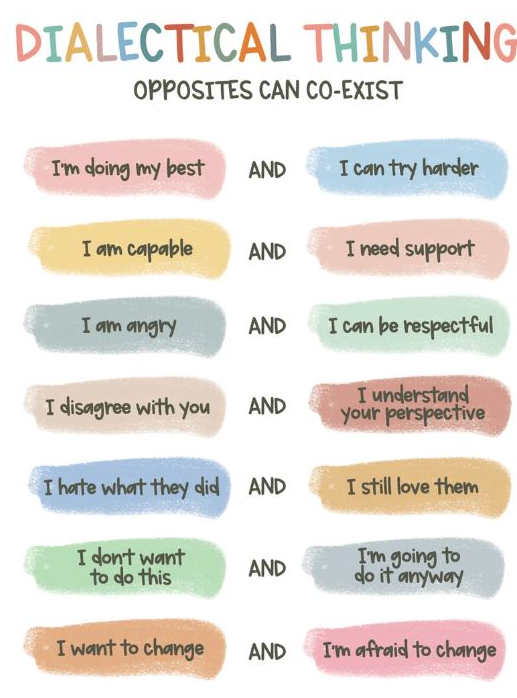 DIALECTICAL THINKING
OPPOSITES CAN CO-EXIST
I'm doing my best AND I can try harder
I am capable AND I need support
I am angry AND I can be respectful
I disagree with you AND I understand
your perspective
I hate what they did AND I still love them
I don't want
to do this AND I'm going to
do it anyway
I want to change AND I'm afraid to change